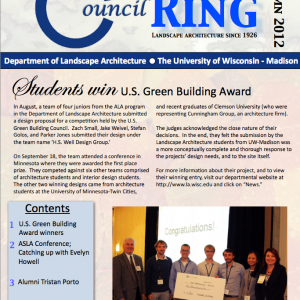 Council
RING
LANDSCAPE ARCHITECTURE SINCE 1926
MN 2012
Department of Landscape Architecture ● The University of Wisconsin - Madison
Students win U.S. Green Building Award
In August, a team of four juniors from the ALA program
in the Department of Landscape Architecture submitted
a design proposal for a competition held by the U.S.
Green Building Council. Zach Small, Jake Weivel, Stefan
Golos, and Parker Jones submitted their design under
the team name 'H.S. Well Design Group.'
On September 18, the team attended a conference in
Minnesota where they were awarded the first place
prize. They competed against six other teams comprised
of architecture students and interior design students.
The other two winning designs came from architecture
students at the University of Minnesota-Twin Cities,
and recent graduates of Clemson University (who were
representing Cunningham Group, an architecture firm).
The judges acknowledged the close nature of their
decisions. In the end, they felt the submission by the
Landscape Architecture students from UW-Madison was
a more conceptually complete and thorough response to
the projects' design needs, and to the site itself.
For more information about their project, and to view
their winning entry, visit our departmental website at
http://www.la.wisc.edu and click on "News."
Contents
1 U.S. Green Building
Award winners
2 ASLA Conference;
Catching up with Evelyn
Howell
3 Alumni Tristan Porto
Congratulations!